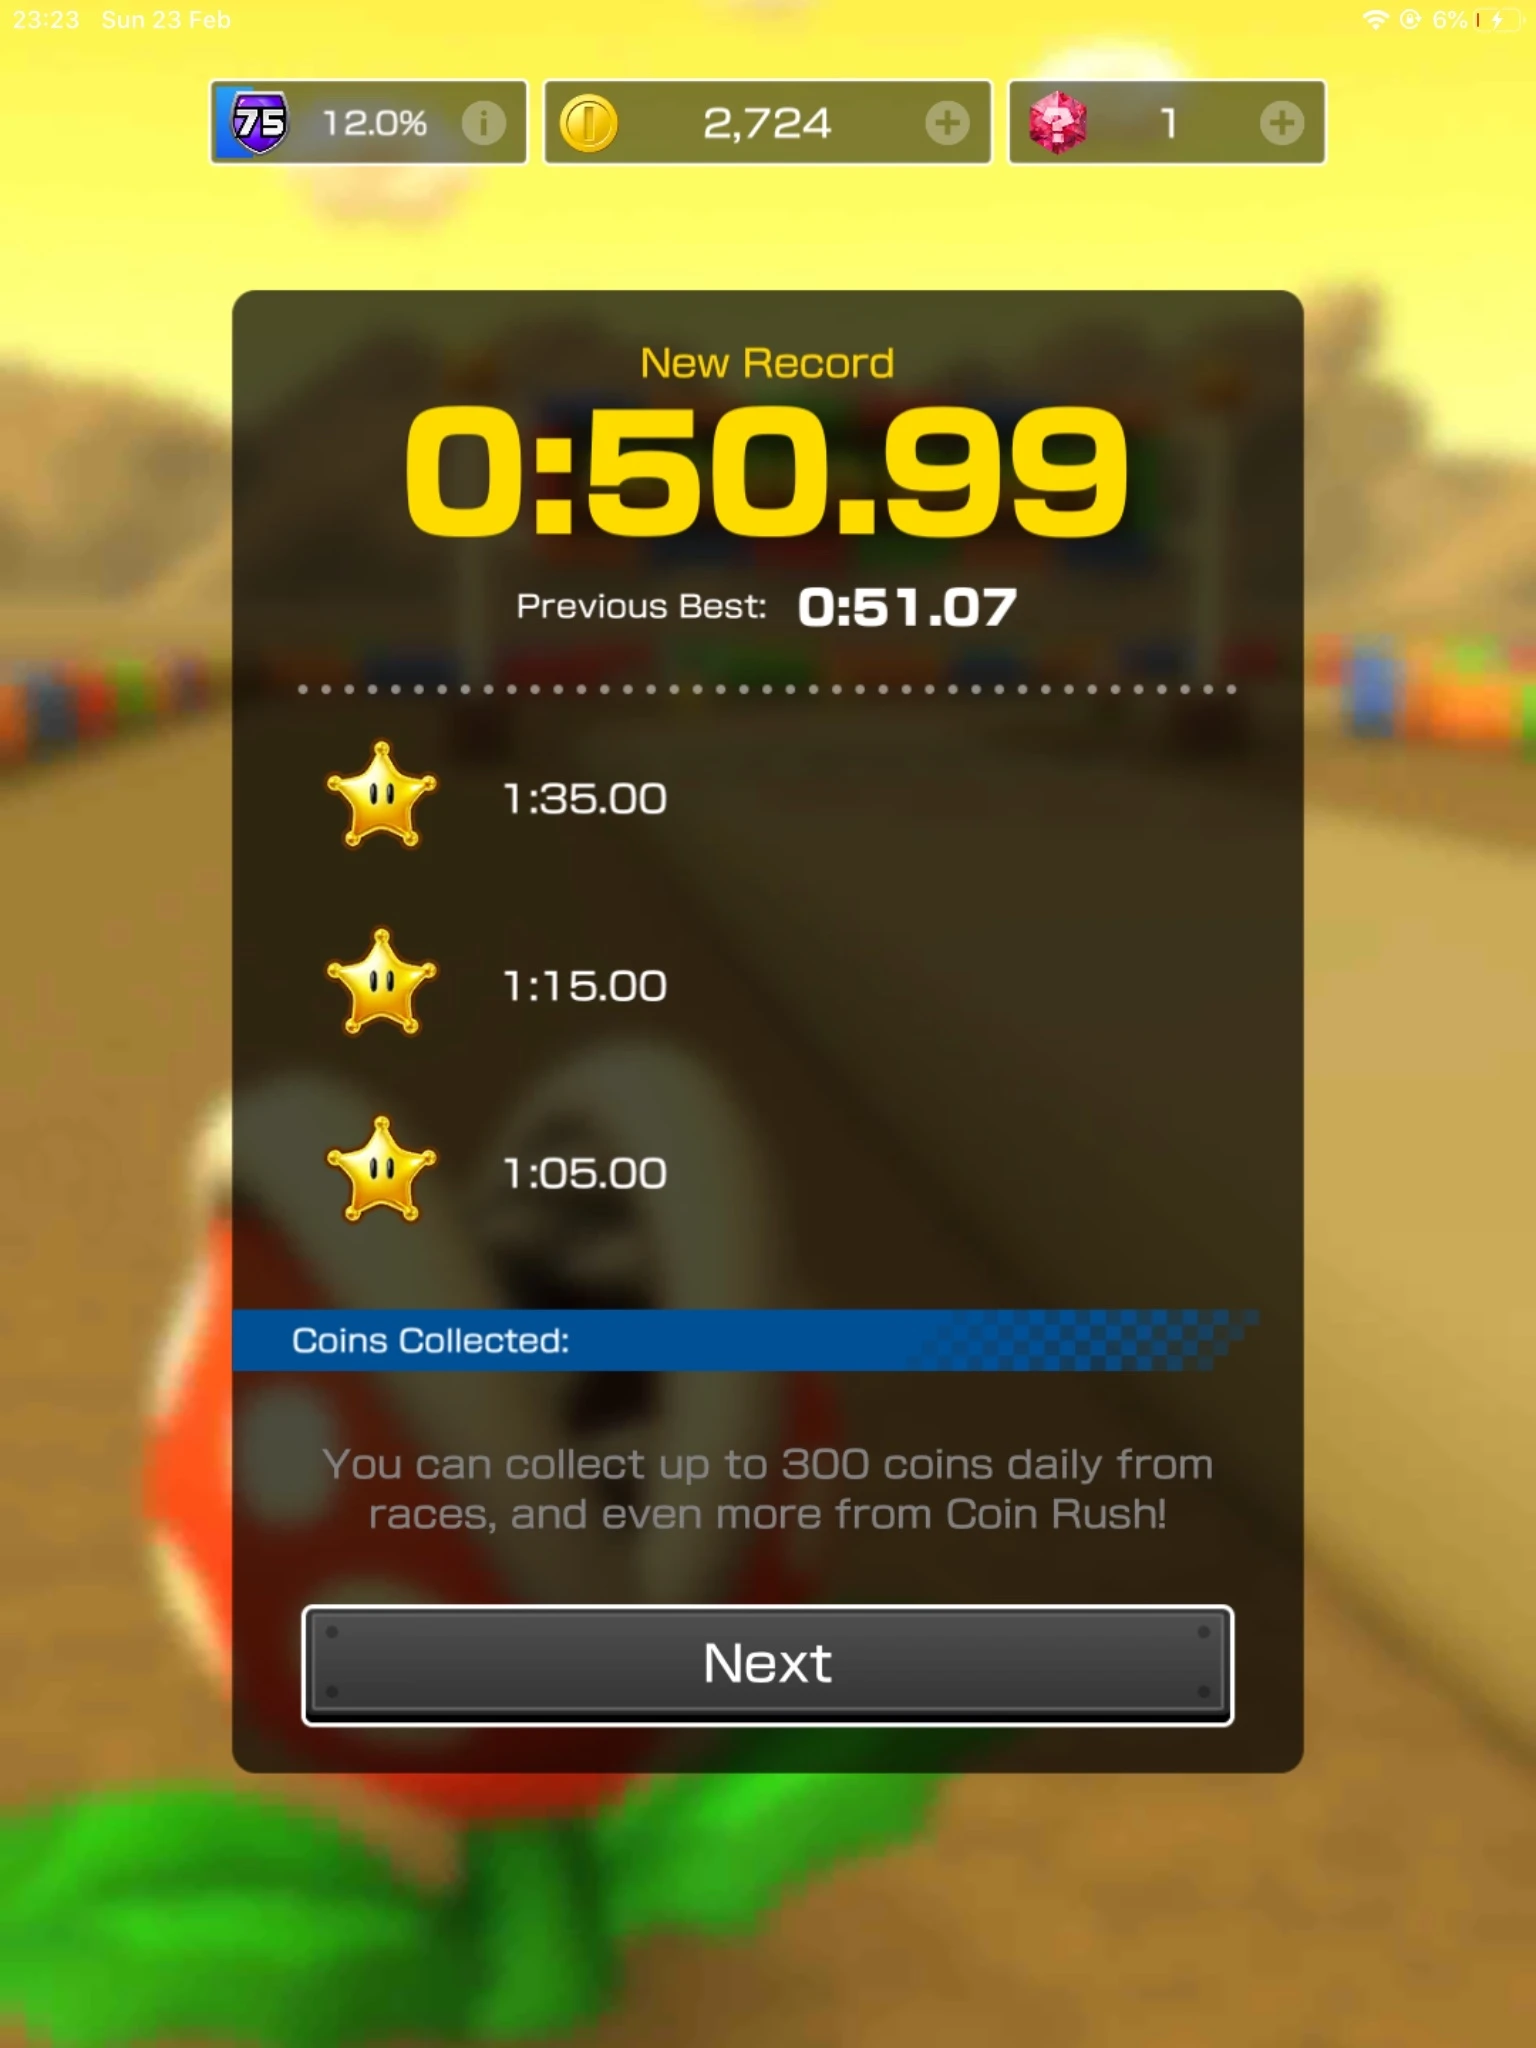 23:23 Sun 23 Feb
6%
75 12.0% i
2,724 +
? 1 +
New Record
0:50.99
Previous Best: 0:51.07
1:35.00
1:15.00
1:05.00
Coins Collected:
You can collect up to 300 coins daily from
races, and even more from Coin Rush!
Next